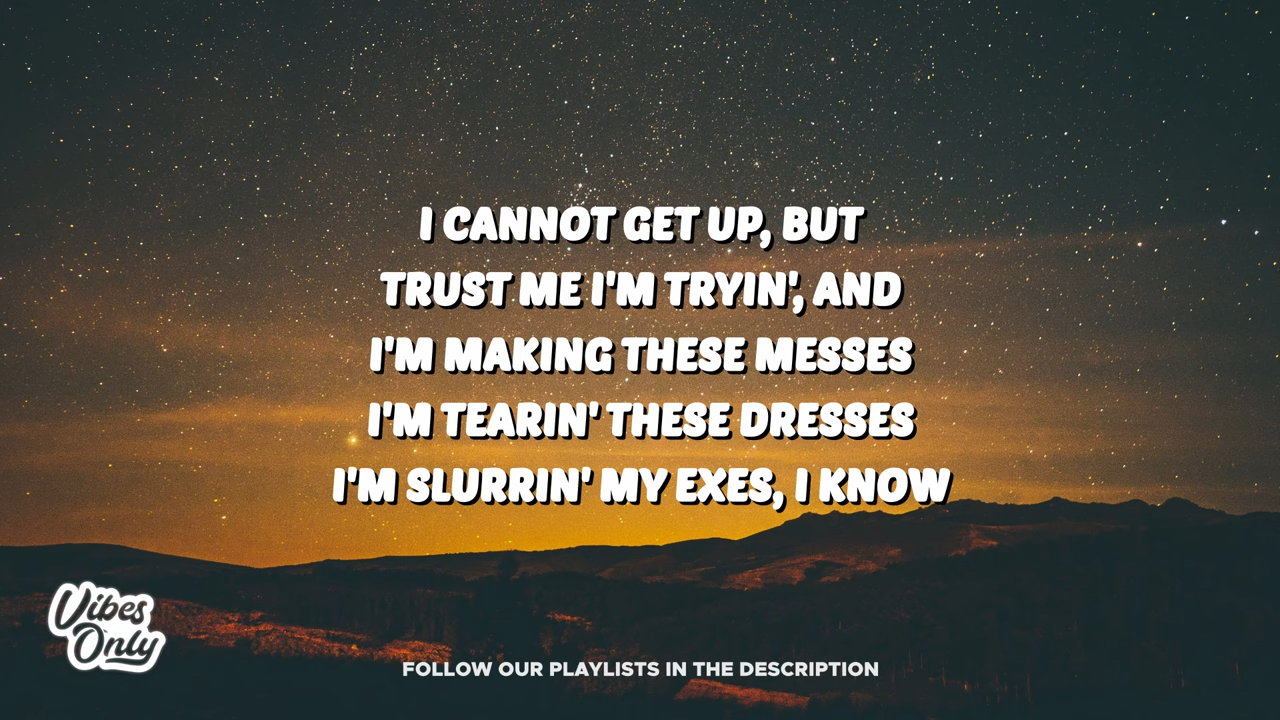 I CANNOT GET UP, BUT
TRUST ME I'M TRYIN', AND
I'M MAKING THESE MESSES
I'M TEARIN' THESE DRESSES
I'M SLURRIN' MY EXES, I KNOW
Vibes
Only
FOLLOW OUR PLAYLISTS IN THE DESCRIPTION